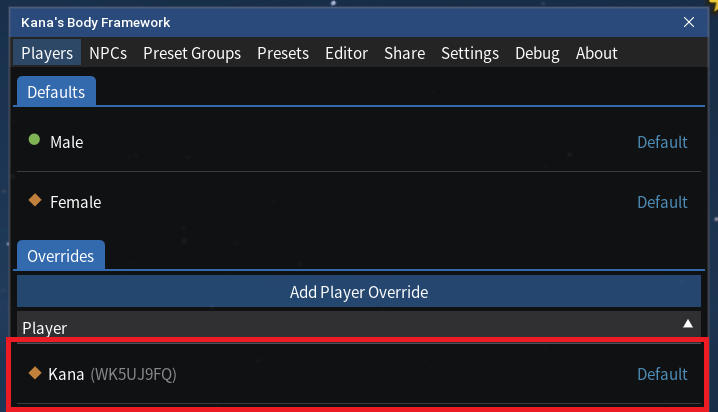 Kana's Body Framework
Players NPCs Preset Groups Presets Editor Share Settings Debug About
Defaults
Male Default
Female Default
Overrides
Add Player Override
Player
Kana (WK5UJ9FQ) Default